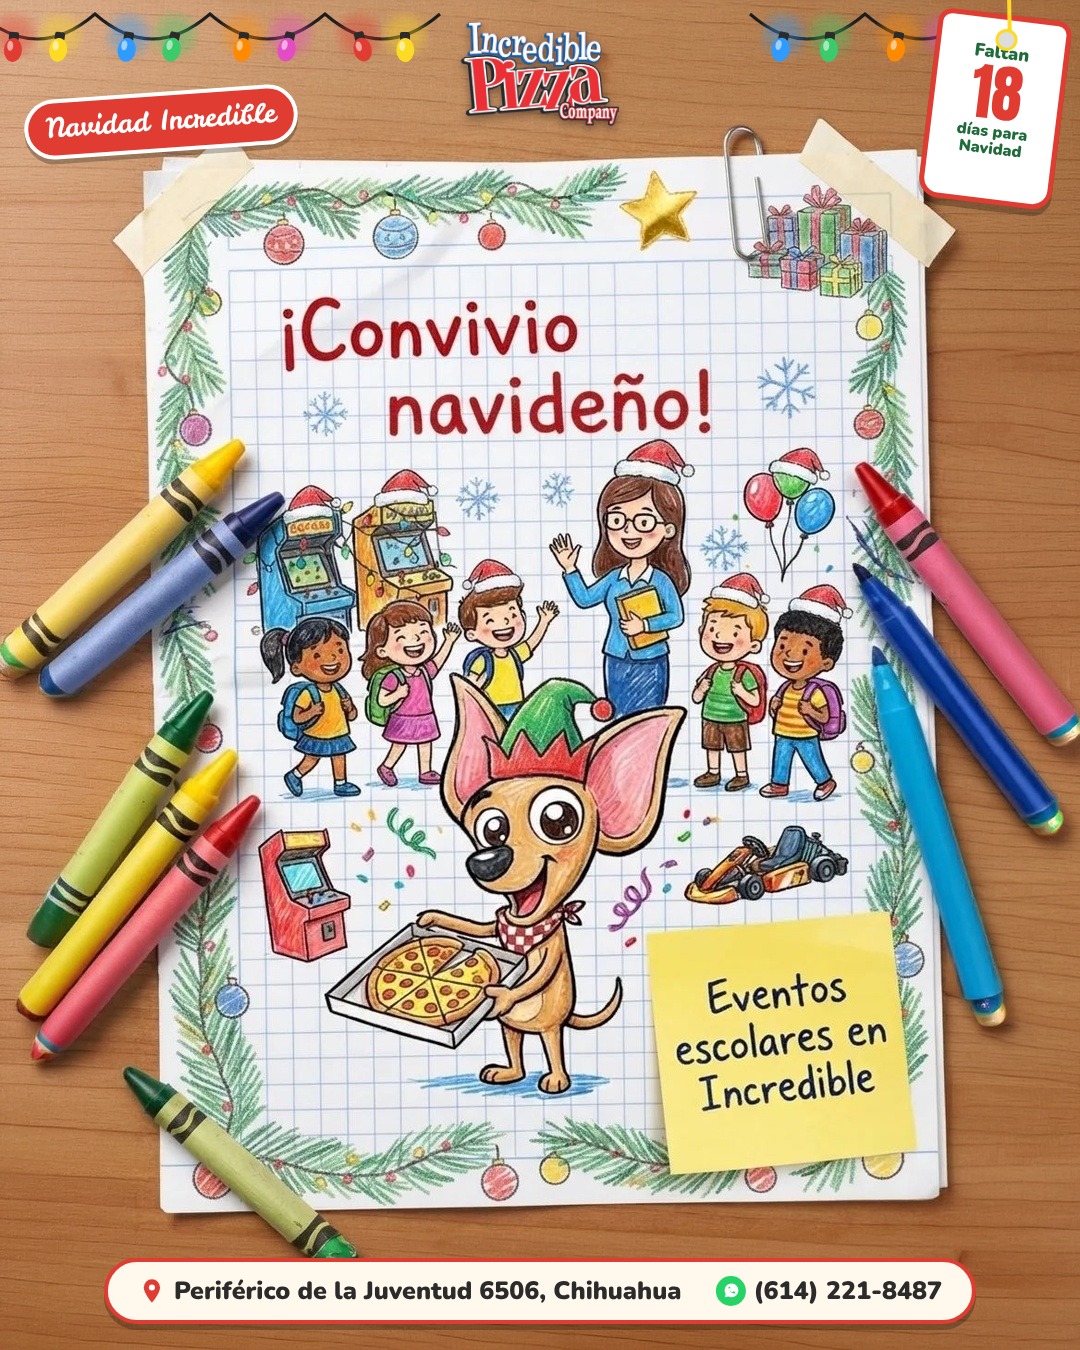 Incredible
Pizza
Company
Navidad Incredible
Faltan
18
días para
Navidad
¡Convivio
navideño!
Eventos
escolares en
Incredible
Periférico de la Juventud 6506, Chihuahua
(614) 221-8487